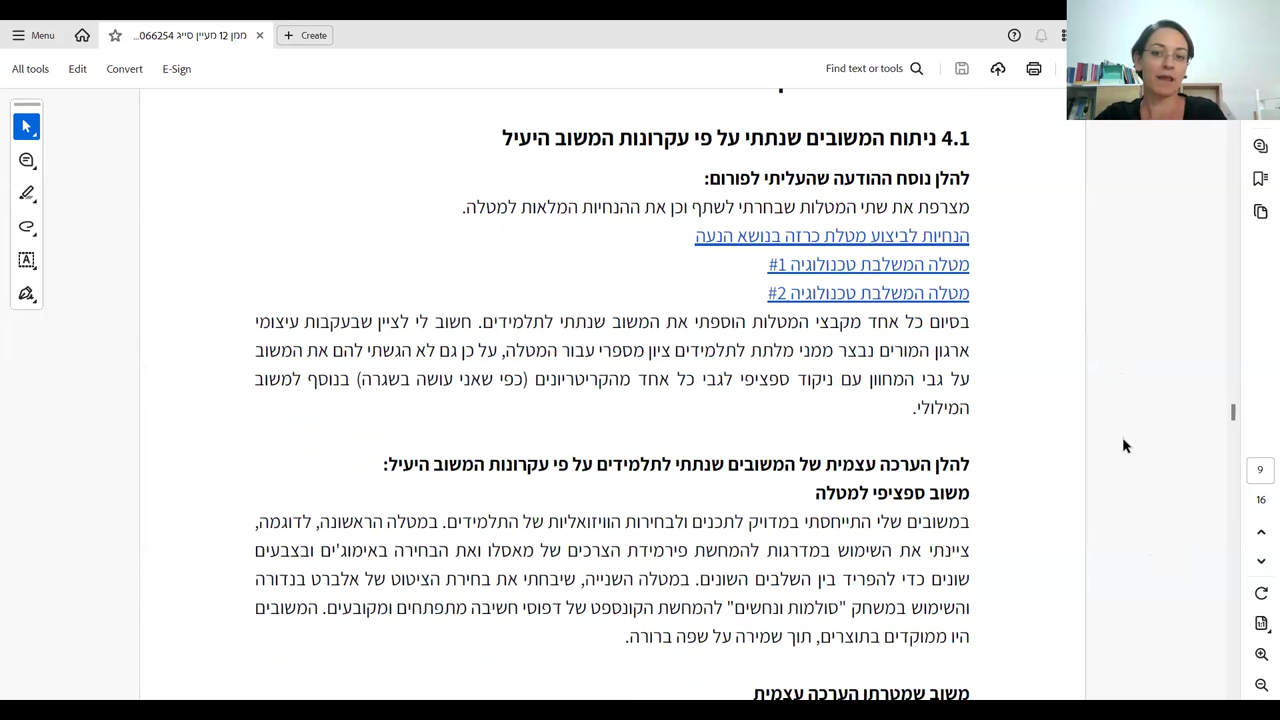 Menu
ממן 12 מעיין סייג 066254...
Create
All tools
Edit
Convert
E-Sign
Find text or tools
4.1 ניתוח המשובים שנתתי על פי עקרונות המשוב היעיל
להלן נוסח ההודעה שהעליתי לפורום:
מצרפת את שתי המטלות שבחרתי לשתף וכן את ההנחיות המלאות למטלה.
הנחיות לביצוע מטלת כרזה בנושא הנעה
מטלה המשלבת טכנולוגיה 1#
מטלה המשלבת טכנולוגיה 2#
בסיום כל אחד מקבצי המטלות הוספתי את המשוב שנתתי לתלמידים. חשוב לי לציין שבעקבות עיצומי
ארגון המורים נבצר ממני מלתת לתלמידים ציון מספרי עבור המטלה, על כן גם לא הגשתי להם את המשוב
על גבי המחוון עם ניקוד ספציפי לגבי כל אחד מהקריטריונים (כפי שאני עושה בשגרה) בנוסף למשוב
המילולי.
להלן הערכה עצמית של המשובים שנתתי לתלמידים על פי עקרונות המשוב היעיל:
משוב ספציפי למטלה
במשובים שלי התייחסתי במדויק לתכנים ולבחירות הוויזואליות של התלמידים. במטלה הראשונה, לדוגמה,
ציינתי את השימוש במדרגות להמחשת פירמידת הצרכים של מאסלו ואת הבחירה באימוג'ים ובצבעים
שונים כדי להפריד בין השלבים השונים. במטלה השנייה, שיבחתי את בחירת הציטוט של אלברט בנדורה
והשימוש במשחק "סולמות ונחשים" להמחשת הקונספט של דפוסי חשיבה מתפתחים ומקובעים. המשובים
היו ממוקדים בתוצרים, תוך שמירה על שפה ברורה.
משוב שמטרתו הערכה עצמית
9
16